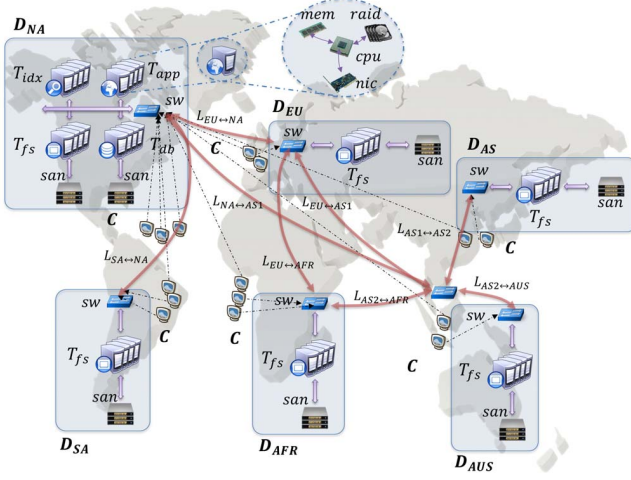 D_NA
mem
raid
cpu
nic
T_idx
T_app
sw
T_fs
T_db
san
san
C
L_EU↔NA
C
D_EU
sw
T_fs
san
D_AS
sw
T_fs
san
C
L_NA↔AS1
L_EU↔AS1
L_AS1↔AS2
L_SA↔NA
L_EU↔AFR
L_AS2↔AFR
L_AS2↔AUS
sw
C
T_fs
san
D_SA
sw
C
T_fs
san
D_AFR
sw
C
T_fs
san
D_AUS